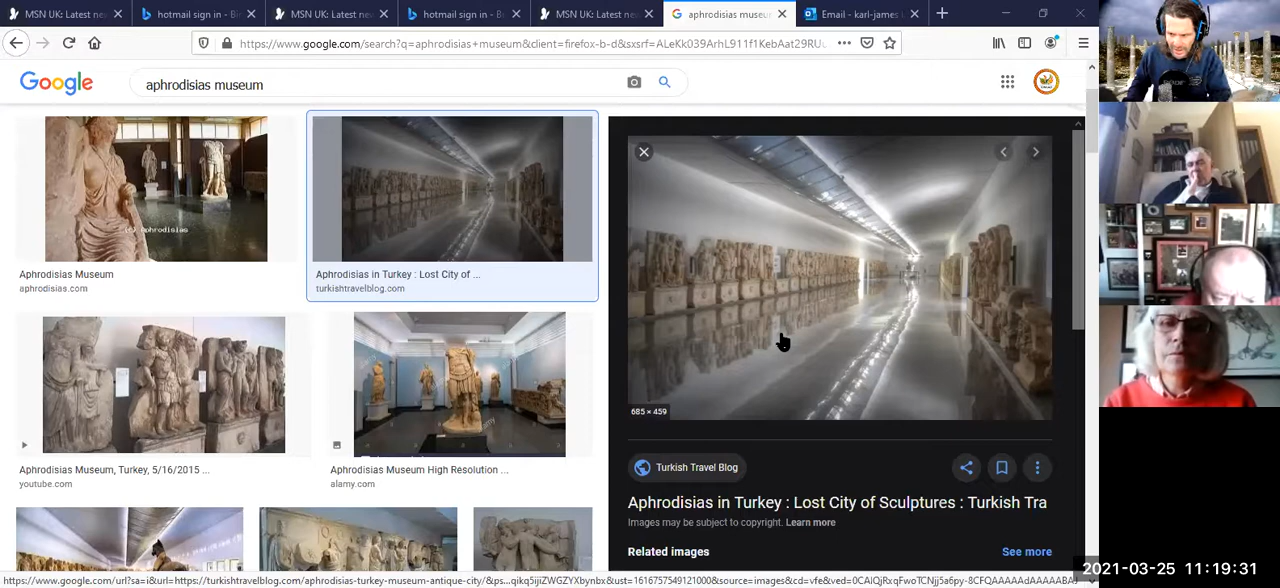 MSN UK: Latest ne
hotmail sign in - Bi
MSN UK: Latest ne
hotmail sign in - B
MSN UK: Latest ne
aphrodisias museu
Email - karl-james l
https://www.google.com/search?q=aphrodisias+museum&client=firefox-b-d&sxsrf=ALeKk039ArhL911f1KebAat29RU
Google
aphrodisias museum
(c) Aphrodisias
Aphrodisias Museum
aphrodisias.com
Aphrodisias in Turkey : Lost City of ...
turkishtravelblog.com
Aphrodisias Museum, Turkey, 5/16/2015 ...
youtube.com
alamy
Aphrodisias Museum High Resolution ...
alamy.com
685 × 459
Turkish Travel Blog
Aphrodisias in Turkey : Lost City of Sculptures : Turkish Tra
Images may be subject to copyright. Learn more
Related images
See more
2021-03-25 11:19:31